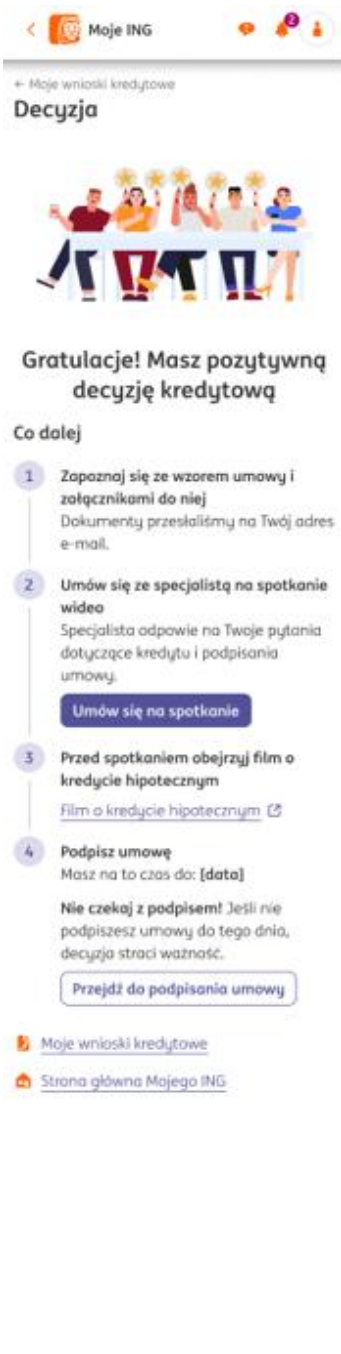 Moje ING
2
← Moje wnioski kredytowe
Decyzja
Gratulacje! Masz pozytywną
decyzję kredytową
Co dalej
1
Zapoznaj się ze wzorem umowy i
załącznikami do niej
Dokumenty przesłaliśmy na Twój adres
e-mail.
2
Umów się ze specjalistą na spotkanie
wideo
Specjalista odpowie na Twoje pytania
dotyczące kredytu i podpisania
umowy.
Umów się na spotkanie
3
Przed spotkaniem obejrzyj film o
kredycie hipotecznym
Film o kredycie hipotecznym
4
Podpisz umowę
Masz na to czas do: [data]
Nie czekaj z podpisem! Jeśli nie
podpiszesz umowy do tego dnia,
decyzja straci ważność.
Przejdź do podpisania umowy
Moje wnioski kredytowe
Strona główna Mojego ING